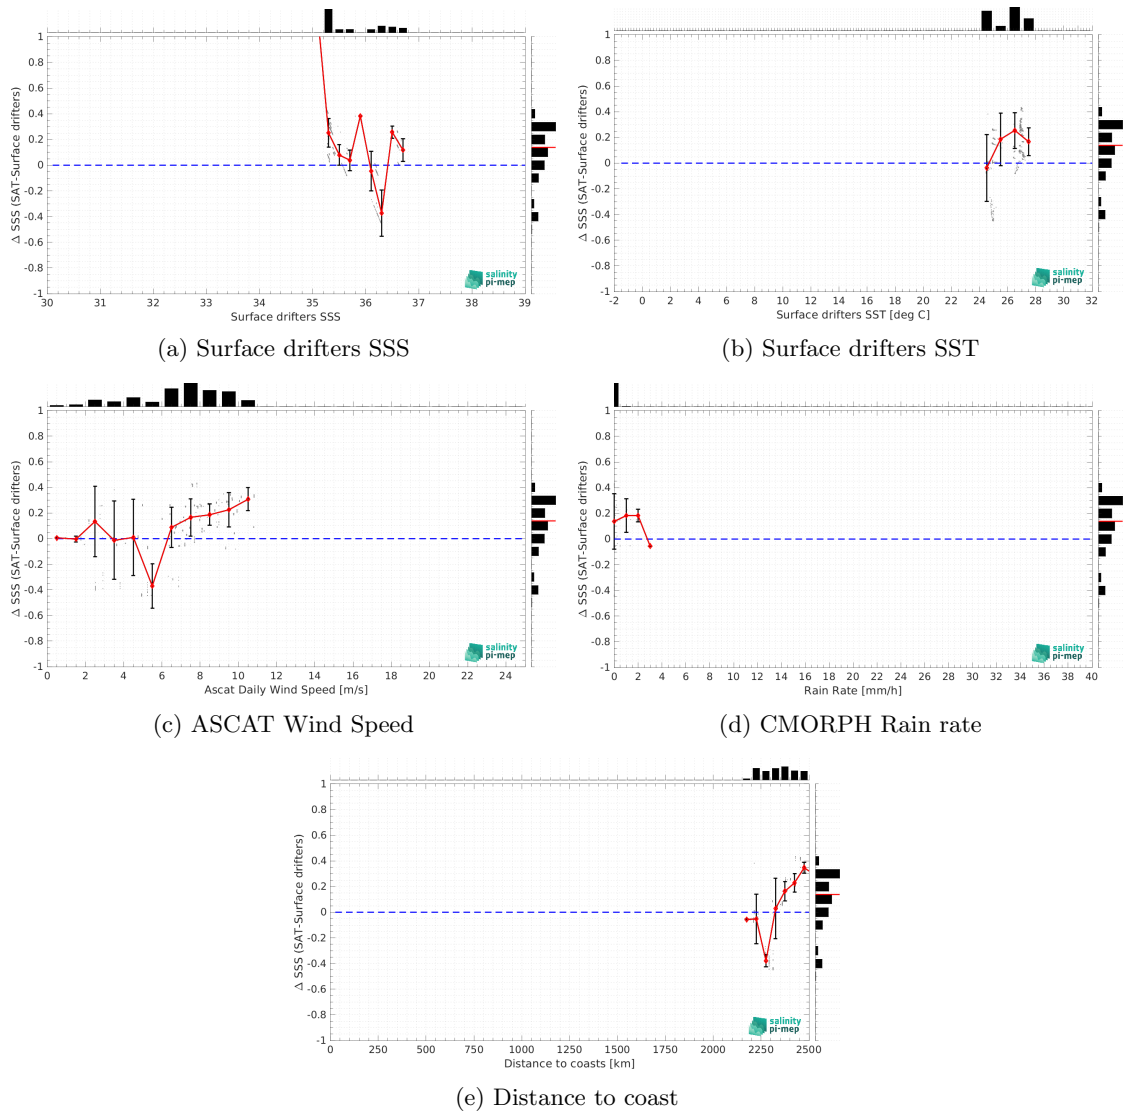 1
0.8
0.6
0.4
0.2
0
-0.2
-0.4
-0.6
-0.8
-1
Δ SSS (SAT-Surface drifters)
salinity
pi-mep
30 31 32 33 34 35 36 37 38 39
Surface drifters SSS
(a) Surface drifters SSS
1
0.8
0.6
0.4
0.2
0
-0.2
-0.4
-0.6
-0.8
-1
Δ SSS (SAT-Surface drifters)
salinity
pi-mep
-2 0 2 4 6 8 10 12 14 16 18 20 22 24 26 28 30 32
Surface drifters SST [deg C]
(b) Surface drifters SST
1
0.8
0.6
0.4
0.2
0
-0.2
-0.4
-0.6
-0.8
-1
Δ SSS (SAT-Surface drifters)
salinity
pi-mep
0 2 4 6 8 10 12 14 16 18 20 22 24
Ascat Daily Wind Speed [m/s]
(c) ASCAT Wind Speed
1
0.8
0.6
0.4
0.2
0
-0.2
-0.4
-0.6
-0.8
-1
Δ SSS (SAT-Surface drifters)
salinity
pi-mep
0 2 4 6 8 10 12 14 16 18 20 22 24 26 28 30 32 34 36 38 40
Rain Rate [mm/h]
(d) CMORPH Rain rate
1
0.8
0.6
0.4
0.2
0
-0.2
-0.4
-0.6
-0.8
-1
Δ SSS (SAT-Surface drifters)
salinity
pi-mep
0 250 500 750 1000 1250 1500 1750 2000 2250 2500
Distance to coasts [km]
(e) Distance to coast